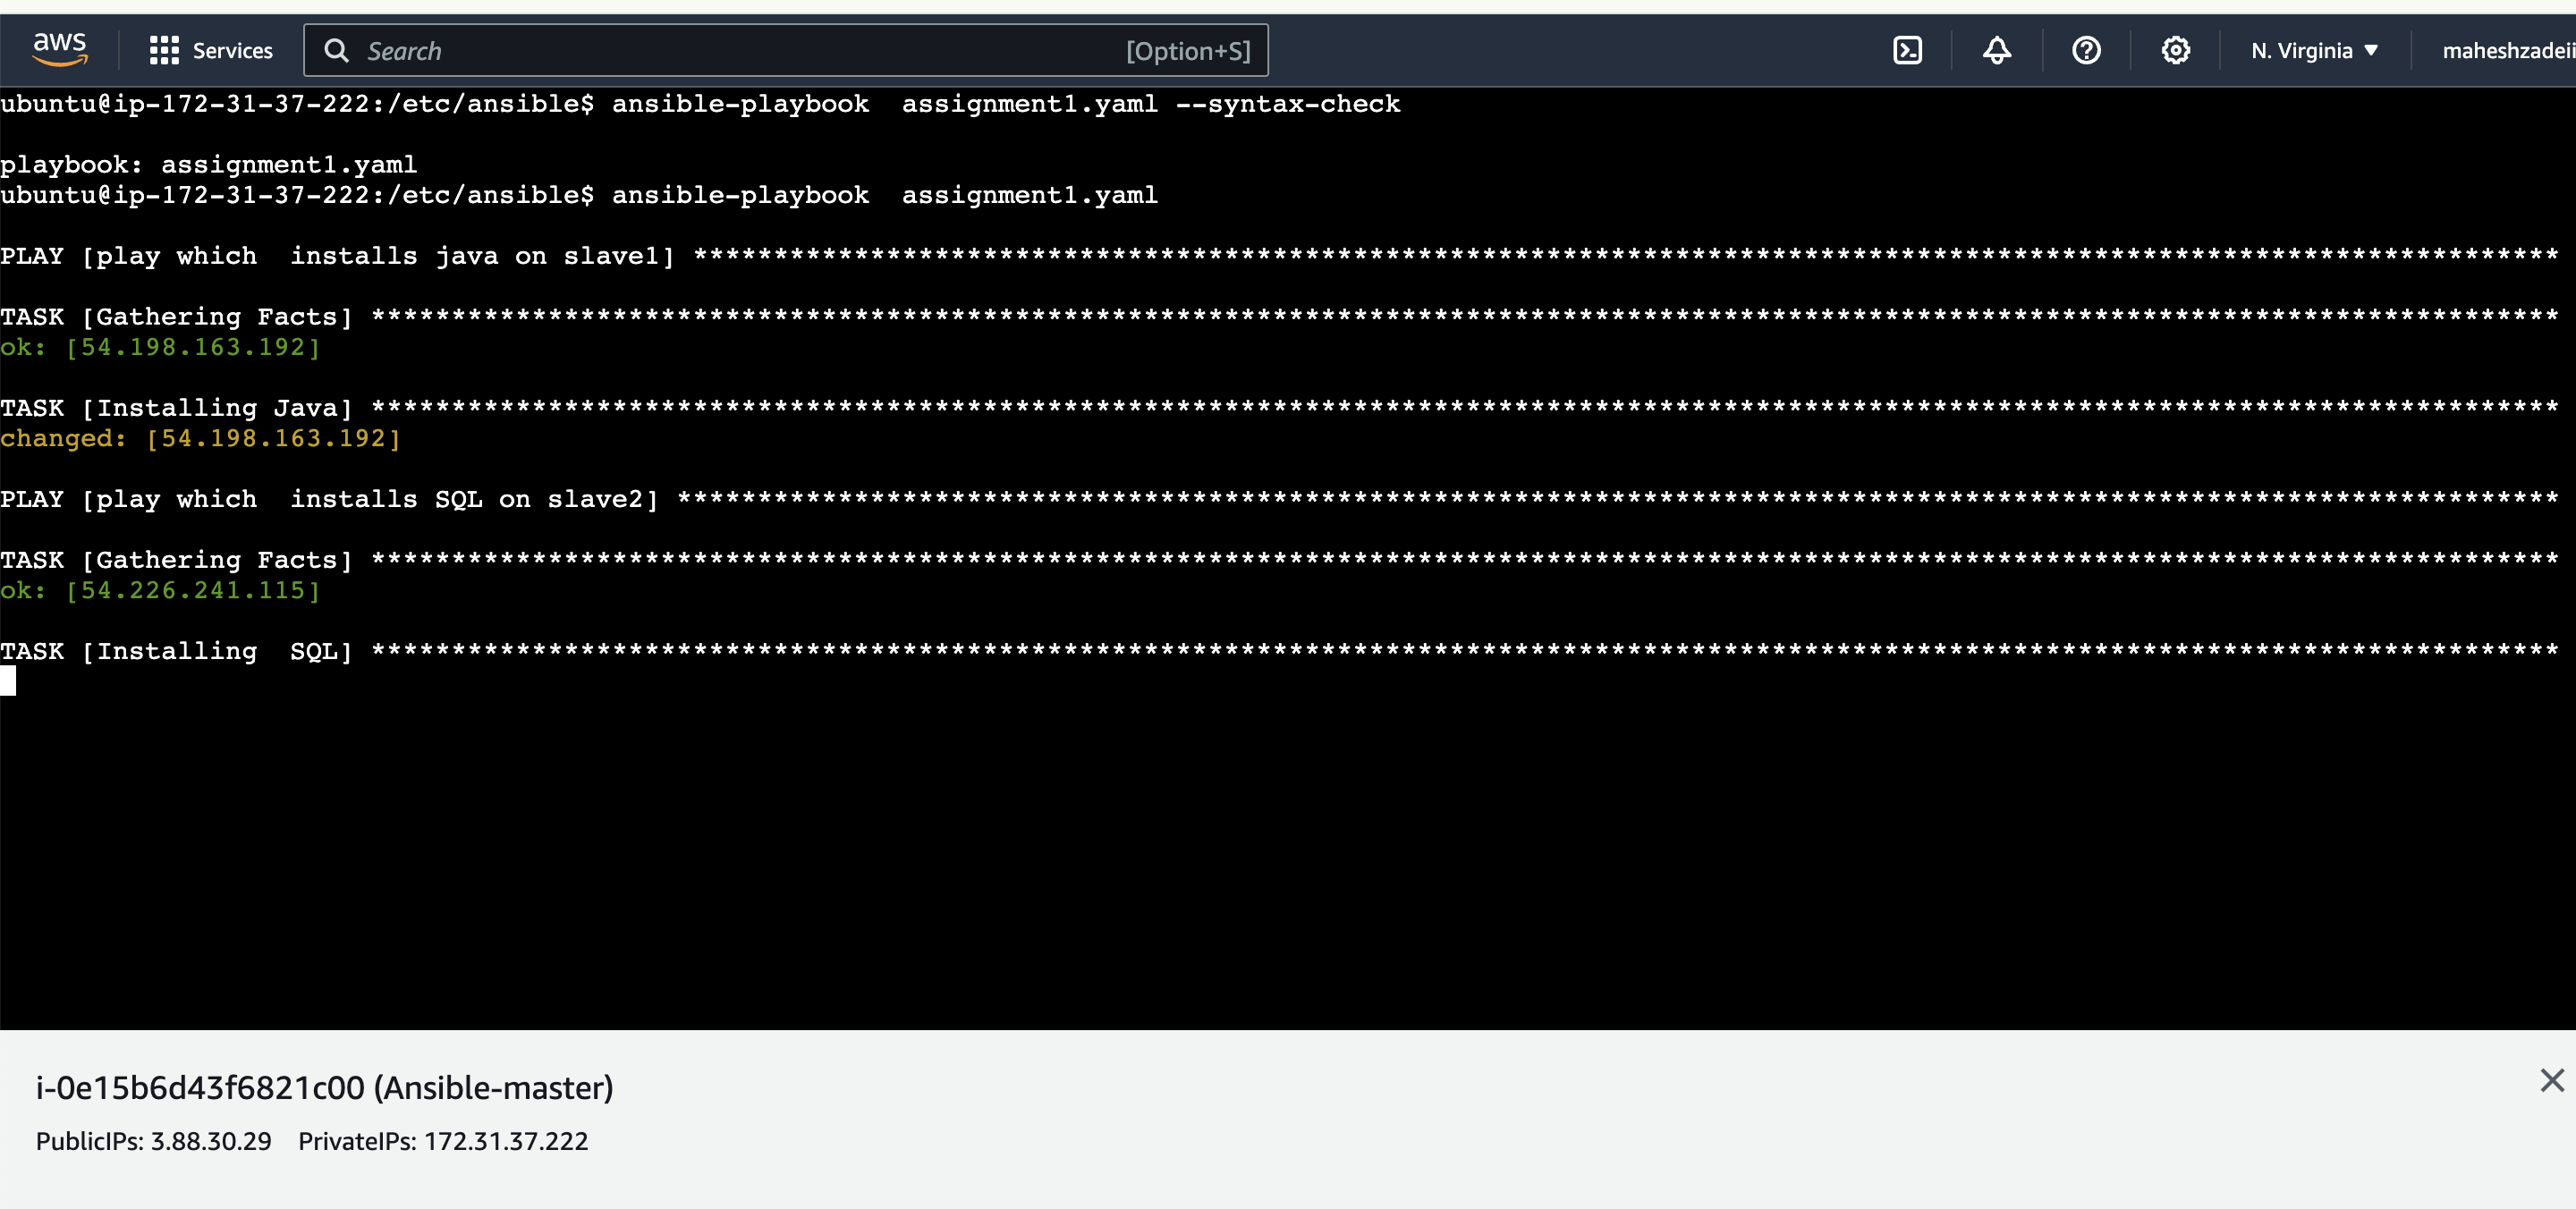 aws Services Search [Option+S] N. Virginia maheshzadeii
ubuntu@ip-172-31-37-222:/etc/ansible$ ansible-playbook  assignment1.yaml --syntax-check
playbook: assignment1.yaml
ubuntu@ip-172-31-37-222:/etc/ansible$ ansible-playbook  assignment1.yaml
PLAY [play which  installs java on slave1] ********************************************************************************************************************
TASK [Gathering Facts] ****************************************************************************************************************************************
ok: [54.198.163.192]
TASK [Installing Java] ****************************************************************************************************************************************
changed: [54.198.163.192]
PLAY [play which  installs SQL on slave2] *********************************************************************************************************************
TASK [Gathering Facts] ****************************************************************************************************************************************
ok: [54.226.241.115]
TASK [Installing  SQL] ****************************************************************************************************************************************
i-0e15b6d43f6821c00 (Ansible-master)
PublicIPs: 3.88.30.29 PrivateIPs: 172.31.37.222